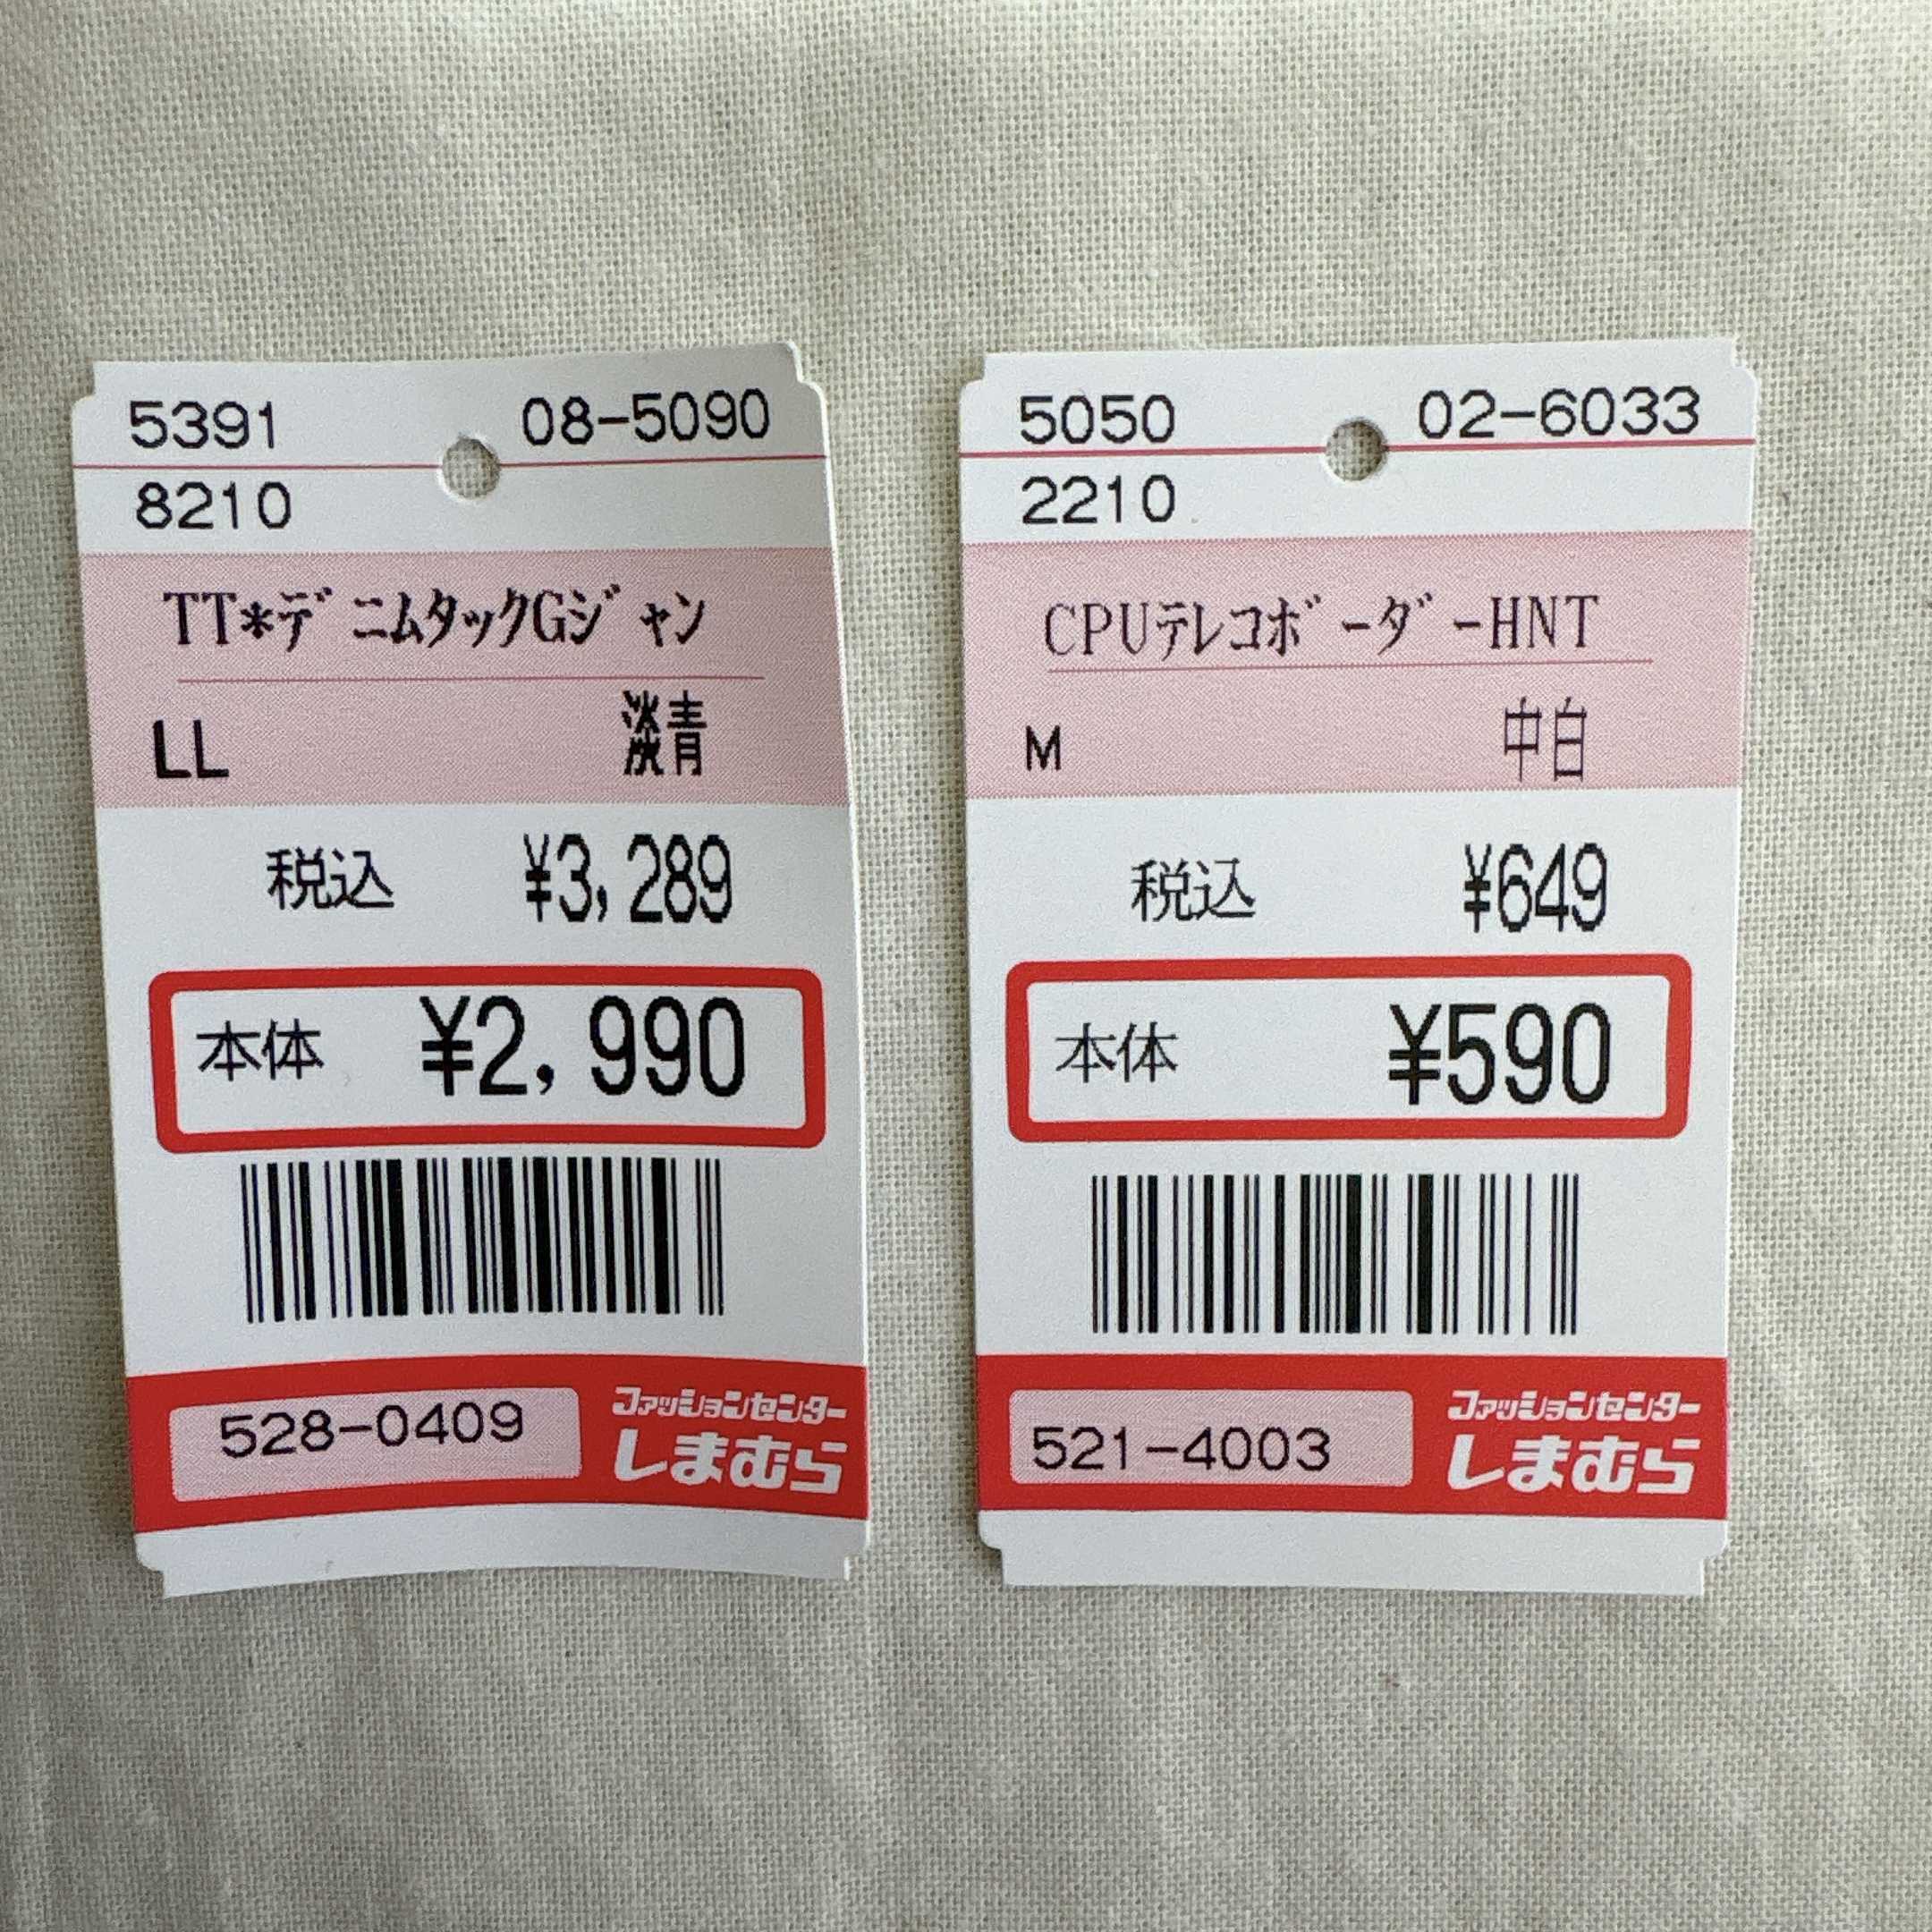 5391 08-5090
8210
TT*ﾃﾞﾆﾑﾀｯｸGｼﾞｬﾝ
LL 淡青
税込 ¥3,289
本体 ¥2,990
528-0409
ファッションセンター
しまむら
5050 02-6033
2210
CPUﾃﾚｺﾎﾞｰﾀﾞｰHNT
M 中白
税込 ¥649
本体 ¥590
521-4003
ファッションセンター
しまむら